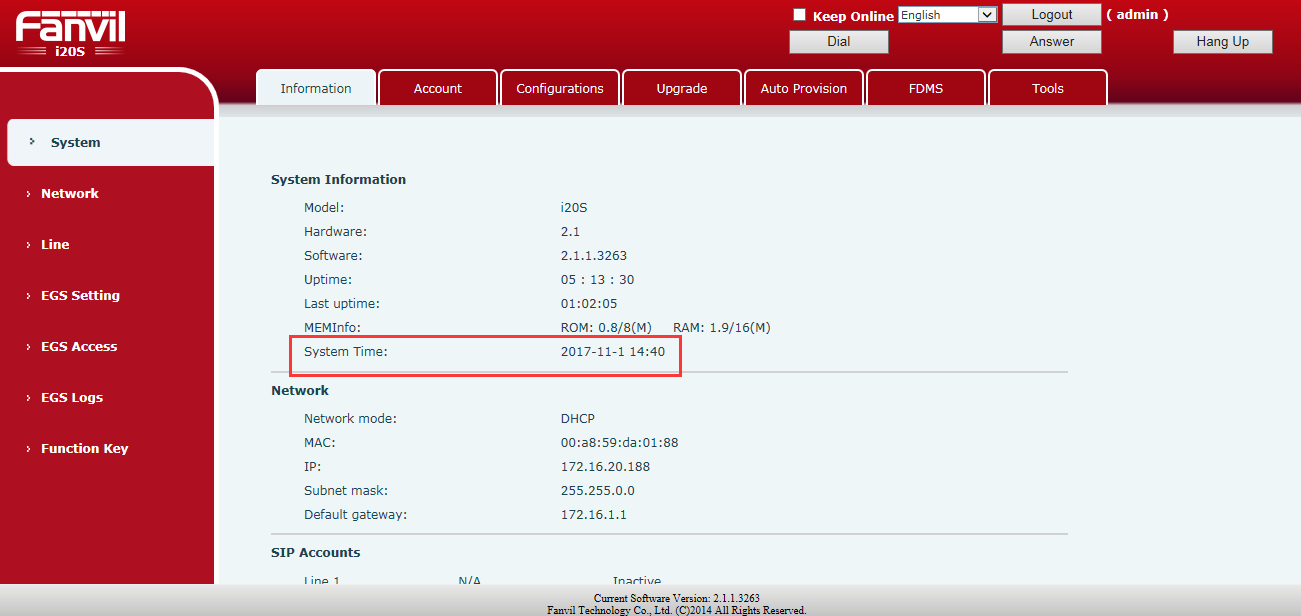 Fanvil
i20S
Keep Online English Logout ( admin )
Dial Answer Hang Up
Information Account Configurations Upgrade Auto Provision FDMS Tools
System
Network
Line
EGS Setting
EGS Access
EGS Logs
Function Key
System Information
Model: i20S
Hardware: 2.1
Software: 2.1.1.3263
Uptime: 05 : 13 : 30
Last uptime: 01:02:05
MEMInfo: ROM: 0.8/8(M) RAM: 1.9/16(M)
System Time: 2017-11-1 14:40
Network
Network mode: DHCP
MAC: 00:a8:59:da:01:88
IP: 172.16.20.188
Subnet mask: 255.255.0.0
Default gateway: 172.16.1.1
SIP Accounts
Line 1 N/A Inactive
Current Software Version: 2.1.1.3263
Fanvil Technology Co., Ltd. (C)2014 All Rights Reserved.